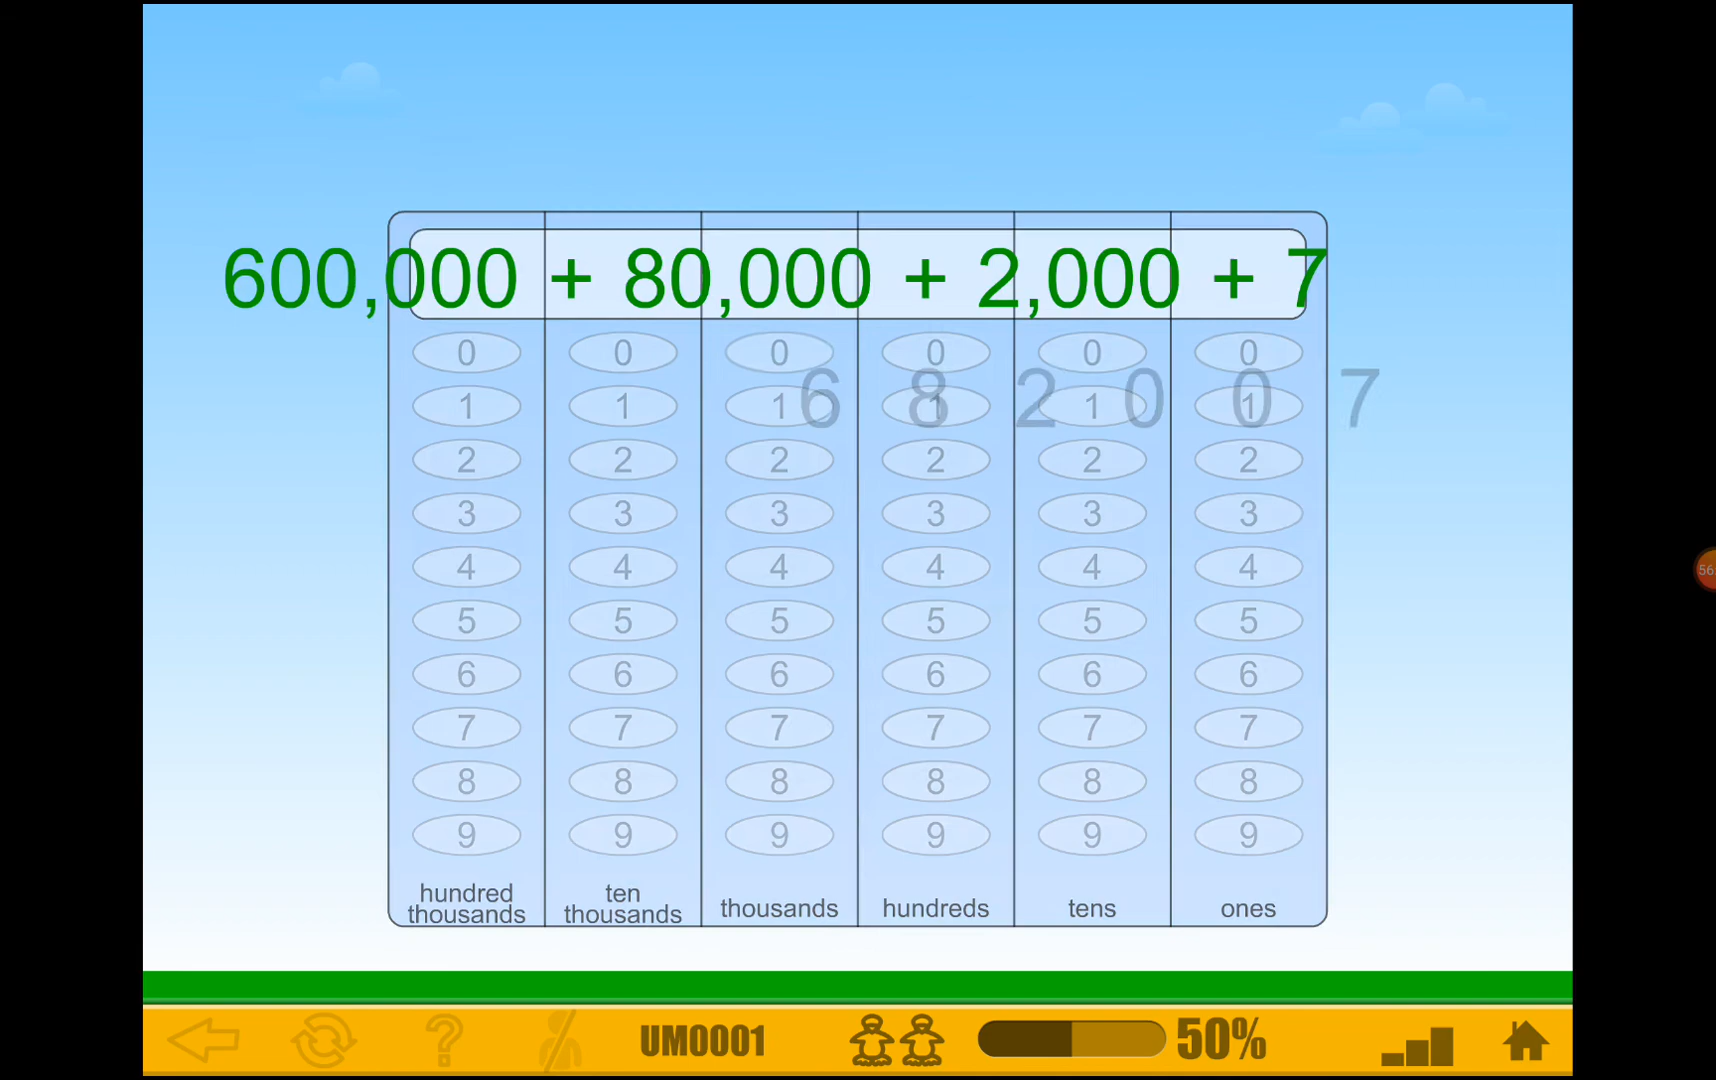 600,000 + 80,000 + 2,000 + 7
0 0 0 0 0 0
6 8 2 0 0 7
1 1 1 1 1 1
2 2 2 2 2 2
3 3 3 3 3 3
4 4 4 4 4 4
5 5 5 5 5 5
6 6 6 6 6 6
7 7 7 7 7 7
8 8 8 8 8 8
9 9 9 9 9 9
hundred thousands
ten thousands
thousands
hundreds
tens
ones
?
UM0001
50%
56